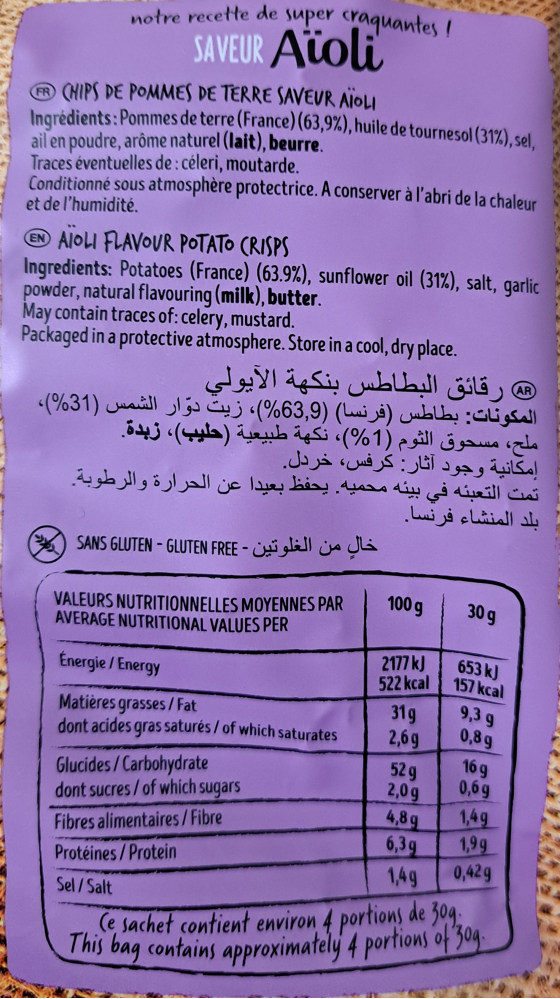 notre recette de super craquantes !
SAVEUR Aïoli
FR CHIPS DE POMMES DE TERRE SAVEUR AÏOLI
Ingrédients : Pommes de terre (France) (63,9%), huile de tournesol (31%), sel,
ail en poudre, arôme naturel (lait), beurre.
Traces éventuelles de : céleri, moutarde.
Conditionné sous atmosphère protectrice. A conserver à l'abri de la chaleur
et de l'humidité.
EN AÏOLI FLAVOUR POTATO CRISPS
Ingredients: Potatoes (France) (63.9%), sunflower oil (31%), salt, garlic
powder, natural flavouring (milk), butter.
May contain traces of: celery, mustard.
Packaged in a protective atmosphere. Store in a cool, dry place.
AR رقائق البطاطس بنكهة الآيولي
المكونات: بطاطس (فرنسا) (63,9%)، زيت دوّار الشمس (31%)،
ملح، مسحوق الثوم (1%)، نكهة طبيعية (حليب)، زبدة.
إمكانية وجود آثار: كرفس، خردل.
تمت التعبئه في بيئه محميه. يحفظ بعيدا عن الحرارة والرطوبة.
بلد المنشاء فرنسا.
SANS GLUTEN - GLUTEN FREE - خالٍ من الغلوتين
VALEURS NUTRITIONNELLES MOYENNES PAR 100 g 30 g
AVERAGE NUTRITIONAL VALUES PER
Énergie / Energy 2177 kJ 653 kJ
522 kcal 157 kcal
Matières grasses / Fat 31 g 9,3 g
dont acides gras saturés / of which saturates 2,6 g 0,8 g
Glucides / Carbohydrate 52 g 16 g
dont sucres / of which sugars 2,0 g 0,6 g
Fibres alimentaires / Fibre 4,8 g 1,4 g
Protéines / Protein 6,3 g 1,9 g
Sel / Salt 1,4 g 0,42 g
Ce sachet contient environ 4 portions de 30g.
This bag contains approximately 4 portions of 30g.